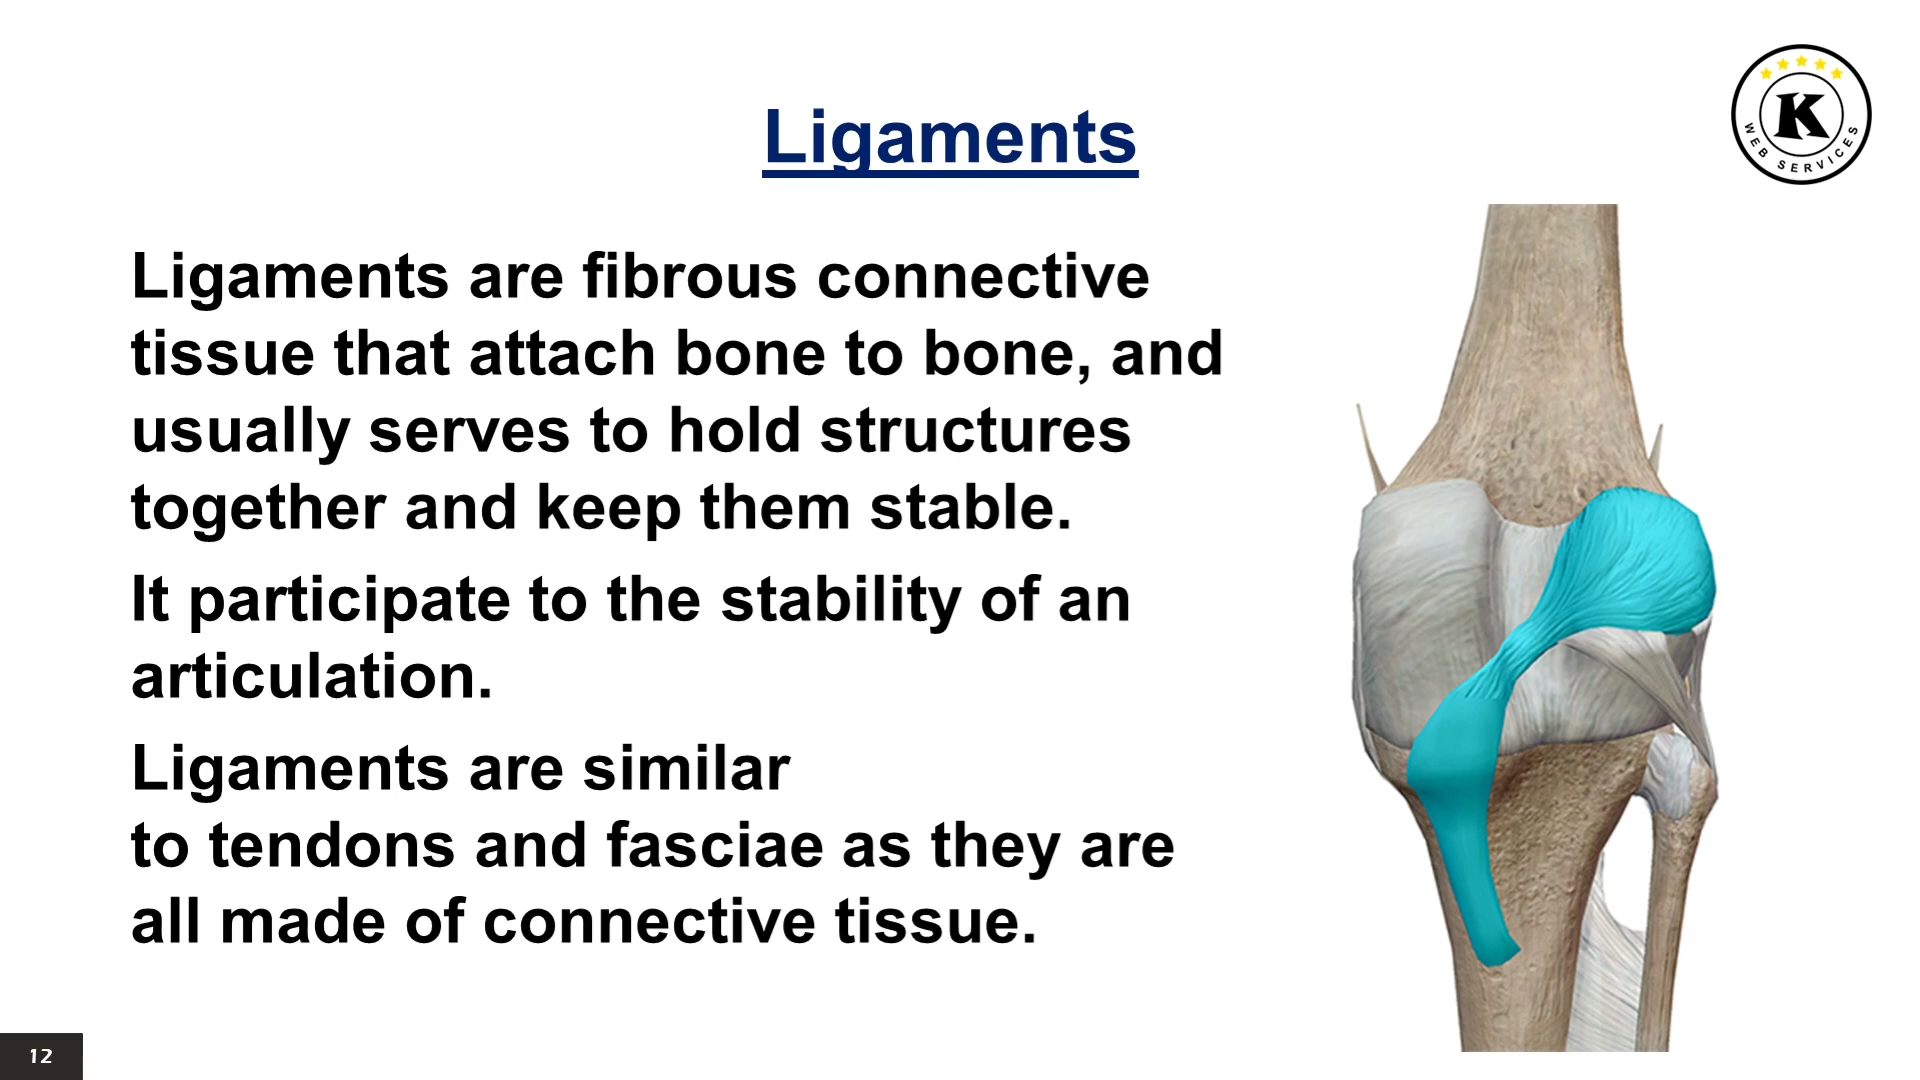 Ligaments
K
WEB SERVICES
Ligaments are fibrous connective
tissue that attach bone to bone, and
usually serves to hold structures
together and keep them stable.
It participate to the stability of an
articulation.
Ligaments are similar
to tendons and fasciae as they are
all made of connective tissue.
12